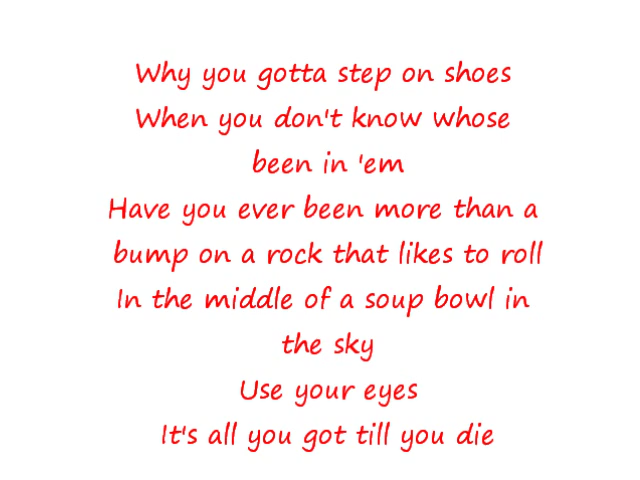 Why you gotta step on shoes
When you don't know whose
been in 'em
Have you ever been more than a
bump on a rock that likes to roll
In the middle of a soup bowl in
the sky
Use your eyes
It's all you got till you die